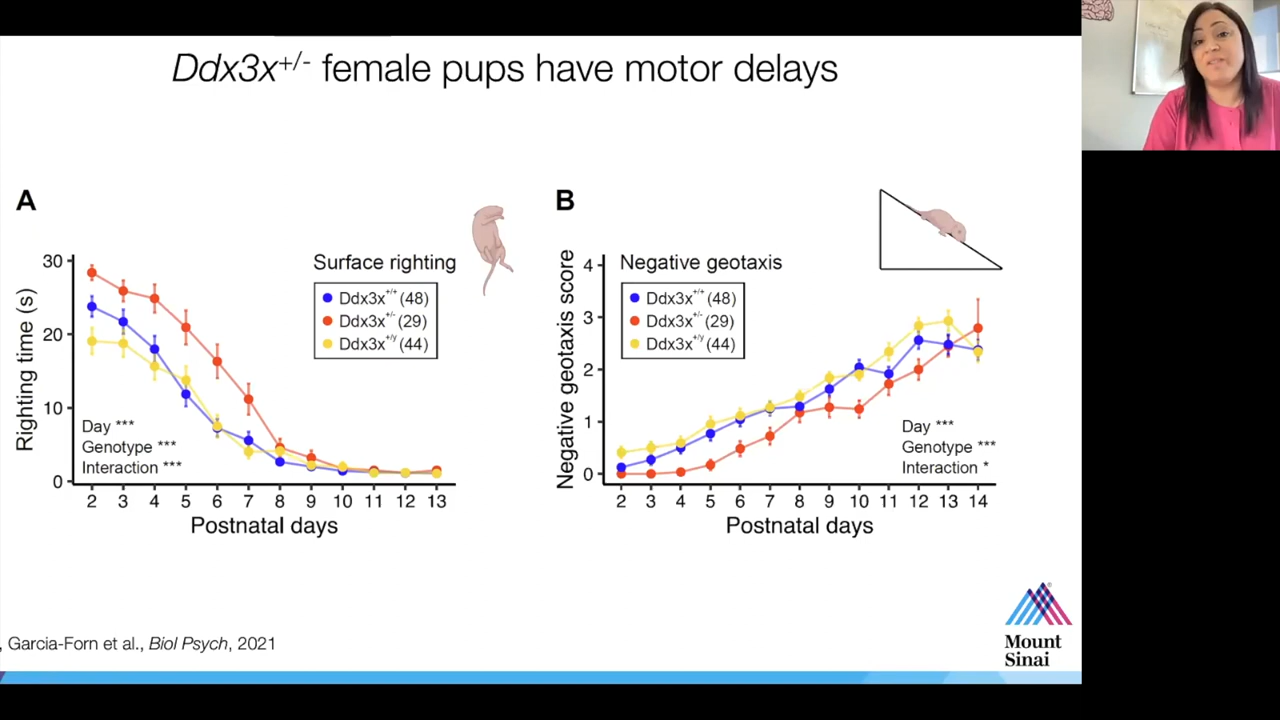 Ddx3x+/- female pups have motor delays
A
Surface righting
Ddx3x+/+ (48)
Ddx3x+/- (29)
Ddx3x+/y (44)
Righting time (s)
30
20
10
0
Day ***
Genotype ***
Interaction ***
2 3 4 5 6 7 8 9 10 11 12 13
Postnatal days
B
Negative geotaxis
Ddx3x+/+ (48)
Ddx3x+/- (29)
Ddx3x+/y (44)
Negative geotaxis score
4
3
2
1
0
Day ***
Genotype ***
Interaction *
2 3 4 5 6 7 8 9 10 11 12 13 14
Postnatal days
, Garcia-Forn et al., Biol Psych, 2021
Mount
Sinai